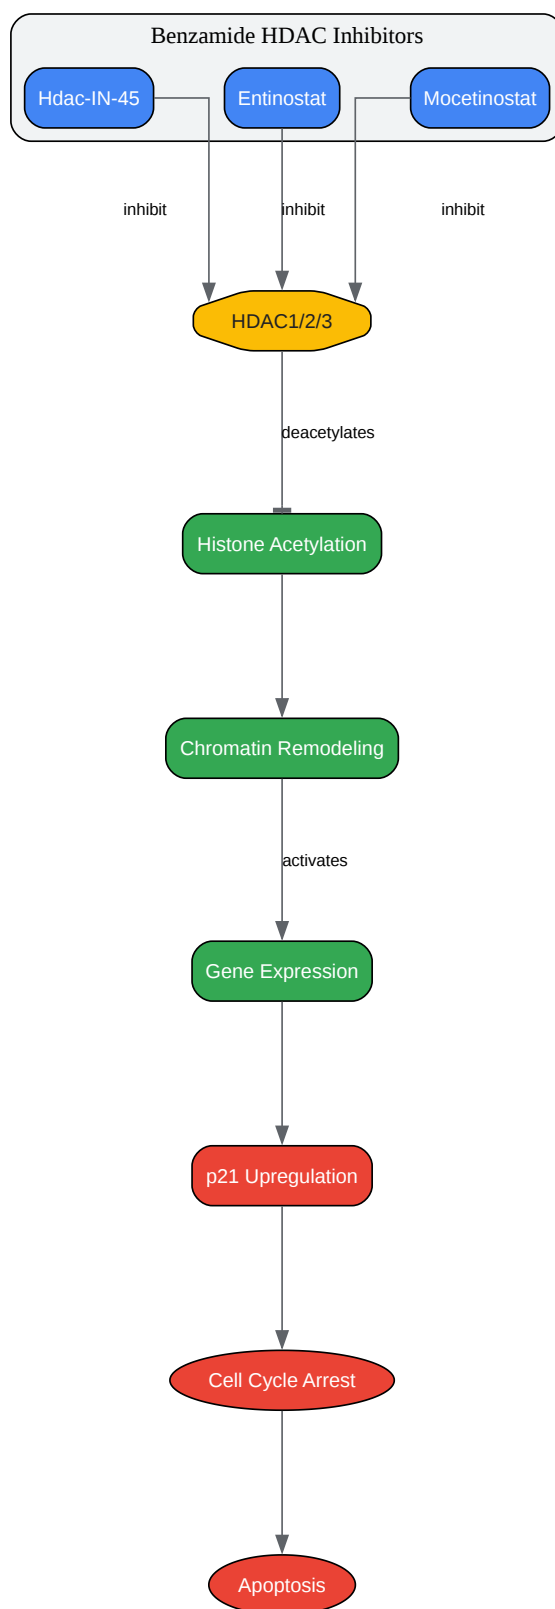 Benzamide HDAC Inhibitors
Hdac-IN-45
Entinostat
Mocetinostat
inhibit
inhibit
inhibit
HDAC1/2/3
deacetylates
Histone Acetylation
Chromatin Remodeling
activates
Gene Expression
p21 Upregulation
Cell Cycle Arrest
Apoptosis